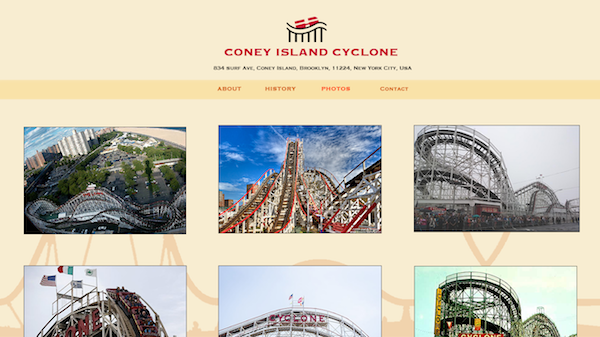 CONEY ISLAND CYCLONE
834 SURF AVE, CONEY ISLAND, BROOKLYN, 11224, NEW YORK CITY, USA
ABOUT HISTORY PHOTOS CONTACT
CYCLONE
CYCLONE